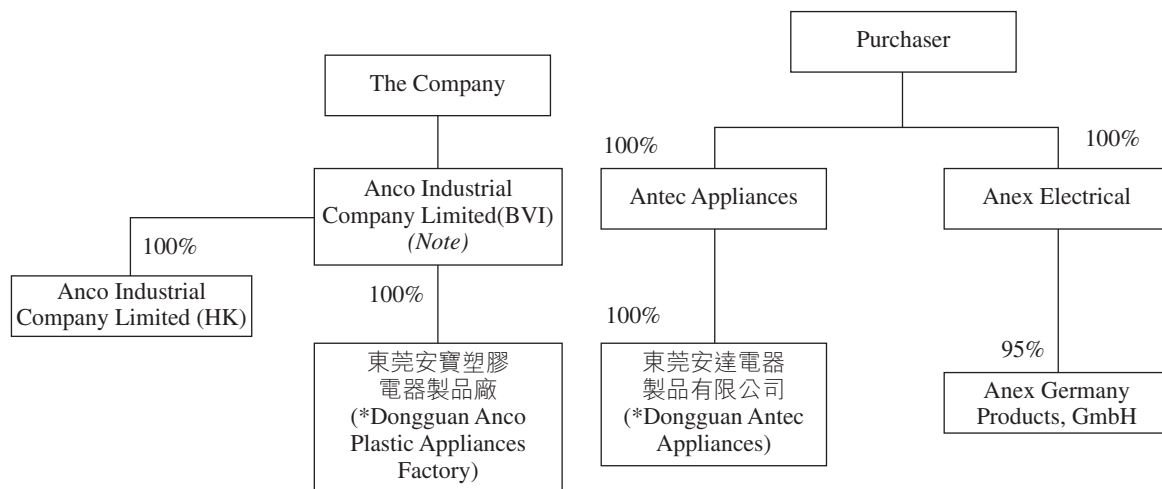 Purchaser
The Company
100%
100%
Anco Industrial
Company Limited(BVI)
(Note)
Antec Appliances
Anex Electrical
100%
Anco Industrial
Company Limited (HK)
100%
100%
95%
東莞安寶塑膠
電器製品廠
(*Dongguan Anco
Plastic Appliances
Factory)
東莞安達電器
製品有限公司
(*Dongguan Antec
Appliances)
Anex Germany
Products, GmbH